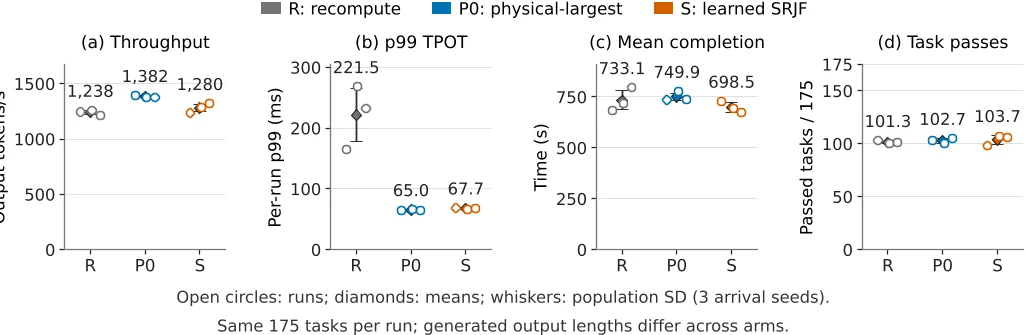 R: recompute P0: physical-largest S: learned SRJF
(a) Throughput
Output tokens/s
1500
1000
500
0
1,238
1,382
1,280
R P0 S
(b) p99 TPOT
Per-run p99 (ms)
300
200
100
0
221.5
65.0
67.7
R P0 S
(c) Mean completion
Time (s)
750
500
250
0
733.1
749.9
698.5
R P0 S
(d) Task passes
Passed tasks / 175
175
150
100
50
0
101.3
102.7
103.7
R P0 S
Open circles: runs; diamonds: means; whiskers: population SD (3 arrival seeds).
Same 175 tasks per run; generated output lengths differ across arms.